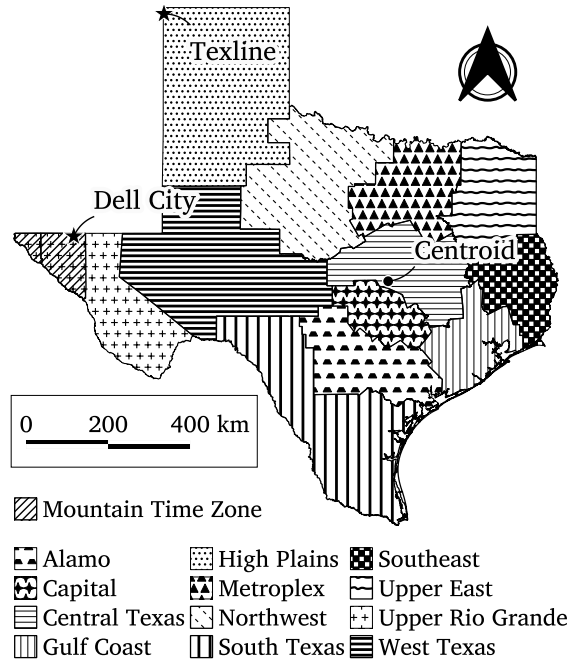 Texline
Dell City
Centroid
0 200 400 km
Mountain Time Zone
Alamo High Plains Southeast
Capital Metroplex Upper East
Central Texas Northwest Upper Rio Grande
Gulf Coast South Texas West Texas